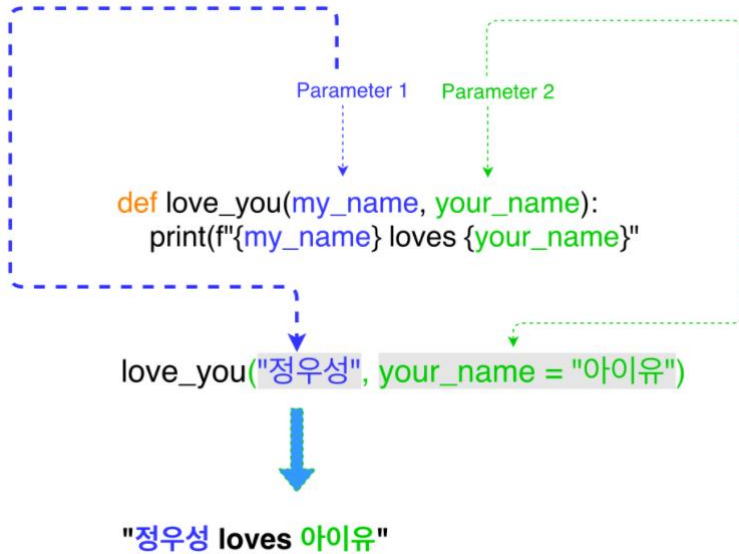 Parameter 1 Parameter 2
def love_you(my_name, your_name):
print(f"{my_name} loves {your_name}"
love_you("정우성", your_name = "아이유")
"정우성 loves 아이유"